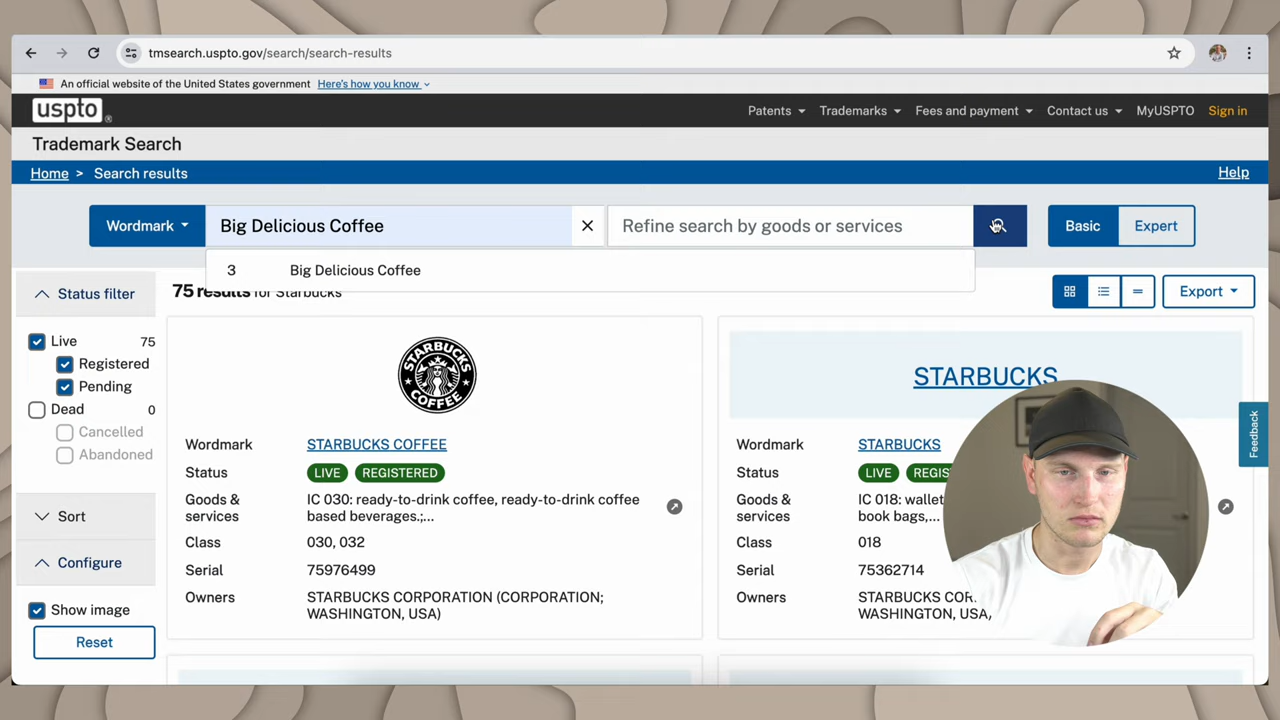 tmsearch.uspto.gov/search/search-results
An official website of the United States government Here's how you know
uspto
Patents Trademarks Fees and payment Contact us MyUSPTO Sign in
Trademark Search
Home > Search results Help
Wordmark Big Delicious Coffee Refine search by goods or services Basic Expert
3 Big Delicious Coffee
Status filter
75 results for Starbucks
Export
Live 75
Registered
Pending
Dead 0
Cancelled
Abandoned
Sort
Configure
Show image
Reset
STARBUCKS
COFFEE
Wordmark STARBUCKS COFFEE
Status LIVE REGISTERED
Goods & services IC 030: ready-to-drink coffee, ready-to-drink coffee
based beverages.;...
Class 030, 032
Serial 75976499
Owners STARBUCKS CORPORATION (CORPORATION;
WASHINGTON, USA)
STARBUCKS
Wordmark STARBUCKS
Status LIVE REGIS
Goods & services IC 018: wallet
book bags,...
Class 018
Serial 75362714
Owners STARBUCKS COR
WASHINGTON, USA,
Feedback